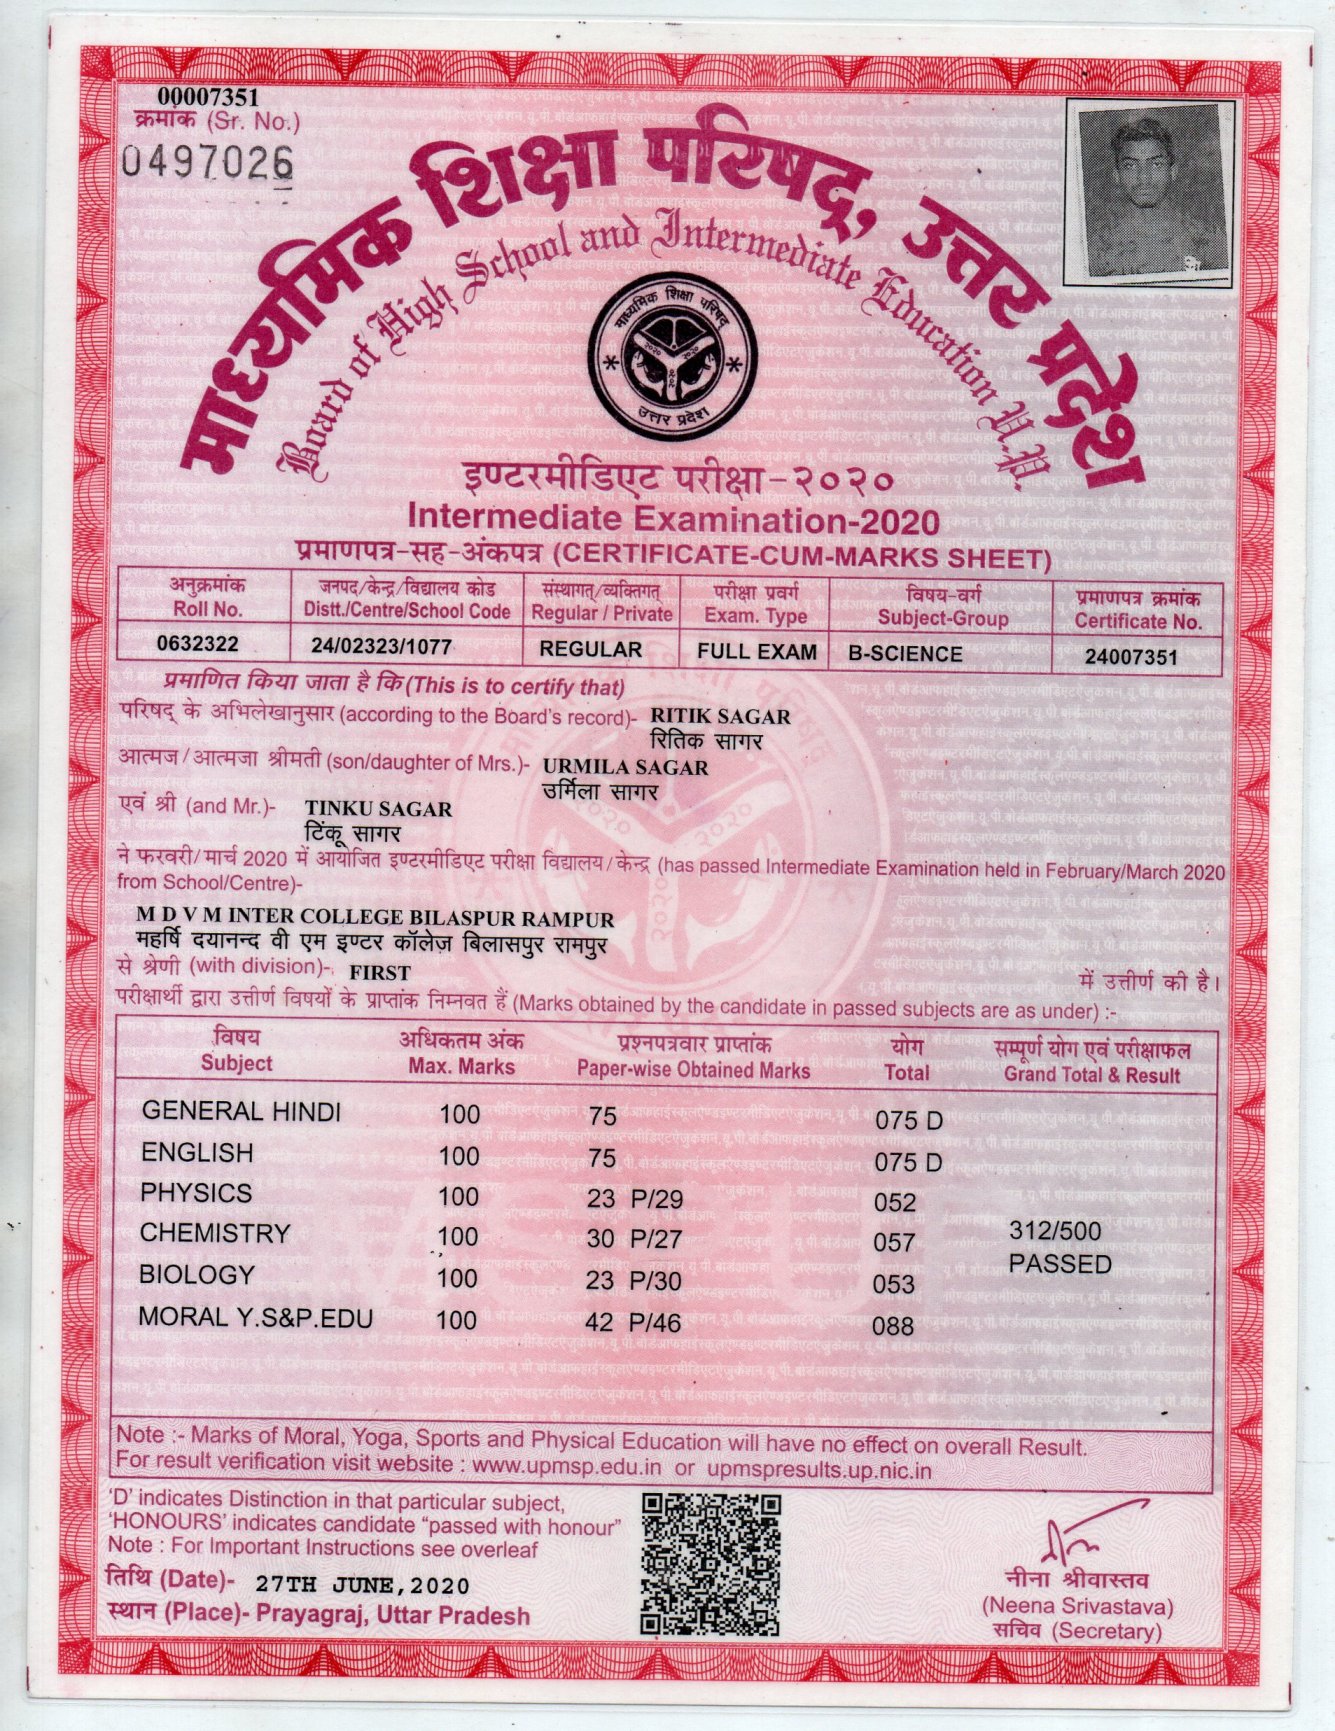 00007351
क्रमांक (Sr. No.)
0497026
माध्यमिक शिक्षा परिषद्, उत्तर प्रदेश
Board of High School and Intermediate Education U.P.
माध्यमिक शिक्षा परिषद्
२०२० २०२०
२०२०
उत्तर प्रदेश
इण्टरमीडिएट परीक्षा-२०२०
Intermediate Examination-2020
प्रमाणपत्र-सह-अंकपत्र (CERTIFICATE-CUM-MARKS SHEET)
अनुक्रमांक जनपद/केन्द्र/विद्यालय कोड संस्थागत्/व्यक्तिगत् परीक्षा प्रवर्ग विषय-वर्ग प्रमाणपत्र क्रमांक
Roll No. Distt./Centre/School Code Regular / Private Exam. Type Subject-Group Certificate No.
0632322 24/02323/1077 REGULAR FULL EXAM B-SCIENCE 24007351
प्रमाणित किया जाता है कि (This is to certify that)
परिषद् के अभिलेखानुसार (according to the Board's record)- RITIK SAGAR
रितिक सागर
आत्मज/आत्मजा श्रीमती (son/daughter of Mrs.)- URMILA SAGAR
उर्मिला सागर
एवं श्री (and Mr.)- TINKU SAGAR
टिंकू सागर
ने फरवरी/मार्च 2020 में आयोजित इण्टरमीडिएट परीक्षा विद्यालय/केन्द्र (has passed Intermediate Examination held in February/March 2020
from School/Centre)-
M D V M INTER COLLEGE BILASPUR RAMPUR
महर्षि दयानन्द वी एम इण्टर कॉलेज़ बिलासपुर रामपुर
से श्रेणी (with division)- FIRST में उत्तीर्ण की है।
परीक्षार्थी द्वारा उत्तीर्ण विषयों के प्राप्तांक निम्नवत हैं (Marks obtained by the candidate in passed subjects are as under) :-
विषय अधिकतम अंक प्रश्नपत्रवार प्राप्तांक योग सम्पूर्ण योग एवं परीक्षाफल
Subject Max. Marks Paper-wise Obtained Marks Total Grand Total & Result
GENERAL HINDI 100 75 075 D
ENGLISH 100 75 075 D
PHYSICS 100 23 P/29 052
CHEMISTRY 100 30 P/27 057 312/500
PASSED
BIOLOGY 100 23 P/30 053
MORAL Y.S&P.EDU 100 42 P/46 088
Note :- Marks of Moral, Yoga, Sports and Physical Education will have no effect on overall Result.
For result verification visit website : www.upmsp.edu.in or upmspresults.up.nic.in
'D' indicates Distinction in that particular subject,
'HONOURS' indicates candidate "passed with honour"
Note : For Important Instructions see overleaf
तिथि (Date)- 27TH JUNE,2020
स्थान (Place)- Prayagraj, Uttar Pradesh
नीना श्रीवास्तव
(Neena Srivastava)
सचिव (Secretary)